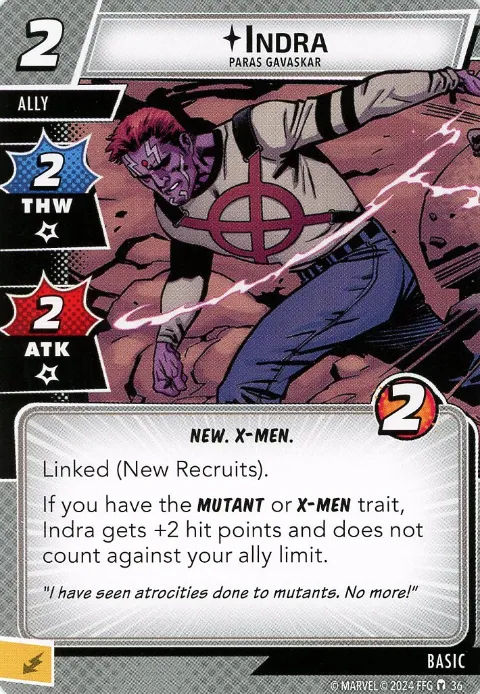 2
INDRA
PARAS GAVASKAR
ALLY
2
THW
2
ATK
2
NEW. X-MEN.
Linked (New Recruits).
If you have the MUTANT or X-MEN trait,
Indra gets +2 hit points and does not
count against your ally limit.
"I have seen atrocities done to mutants. No more!"
BASIC
© MARVEL © 2024 FFG 36